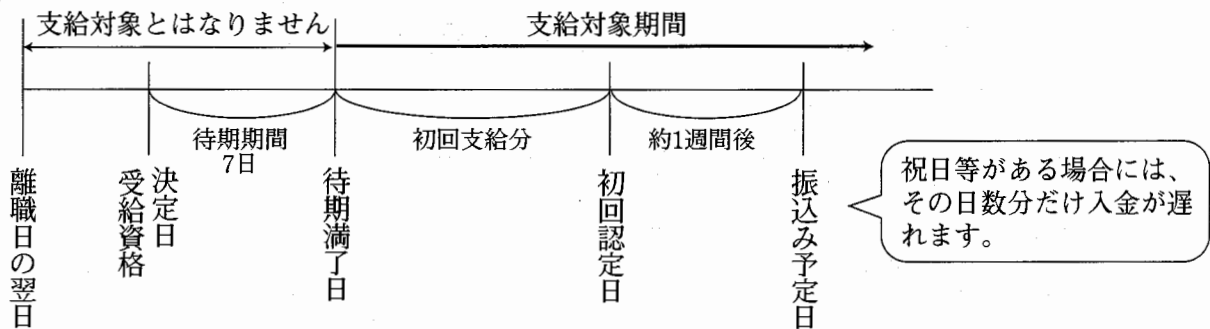 支給対象とはなりません
支給対象期間
待期期間
7日
初回支給分
約1週間後
離職日の翌日
受給資格
決定日
待期満了日
初回認定日
振込み予定日
祝日等がある場合には、
その日数分だけ入金が遅
れます。